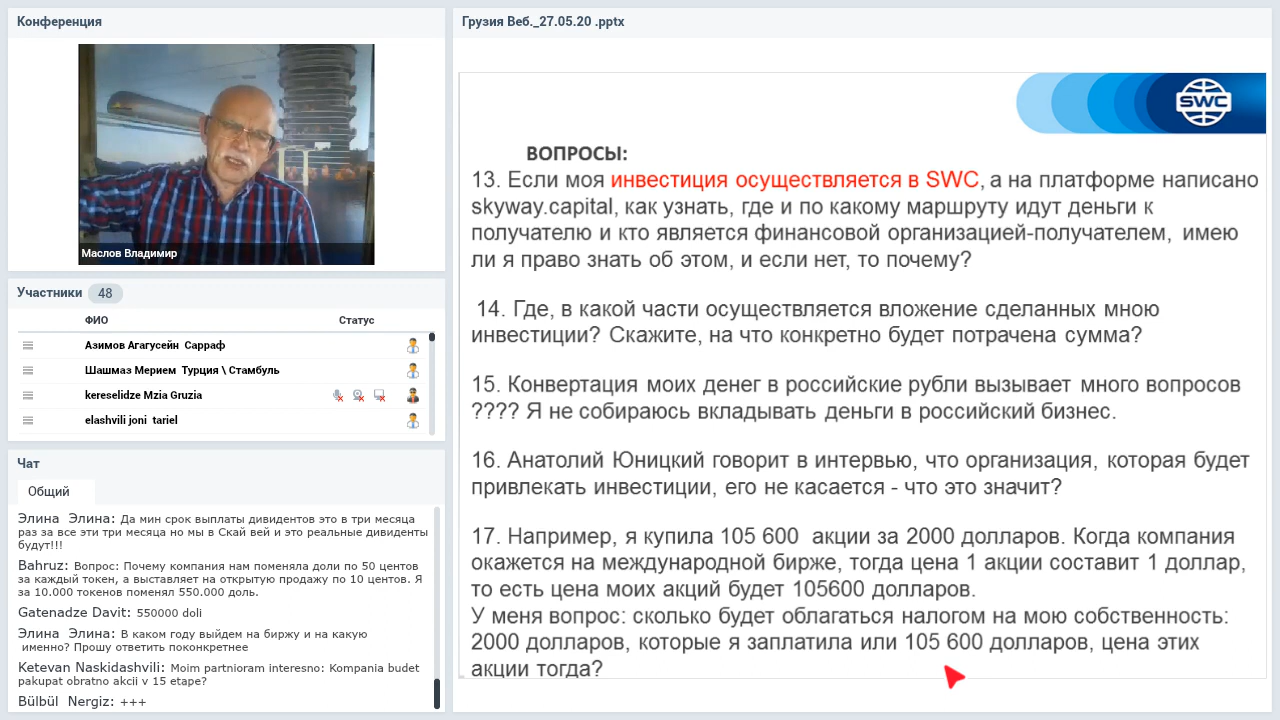 Конференция
Маслов Владимир
Участники 48
ФИО Статус
Азимов Агагусейн Сарраф
Шашмаз Мерием Турция \ Стамбуль
kereselidze Mzia Gruzia
elashvili joni tariel
Чат
Общий
Элина Элина: Да мин срок выплаты дивидентов это в три месяца
раз за все эти три месяца но мы в Скай вей и это реальные дивиденты
будут!!!
Bahruz: Вопрос: Почему компания нам поменяла доли по 50 центов
за каждый токен, а выставляет на открытую продажу по 10 центов. Я
за 10.000 токенов поменял 550.000 доль.
Gatenadze Davit: 550000 doli
Элина Элина: В каком году выйдем на биржу и на какую
именно? Прошу ответить поконкретнее
Ketevan Naskidashvili: Moim partnioram interesno: Kompania budet
pakupat obratno akcii v 15 etape?
Bülbül Nergiz: +++
Грузия Веб._27.05.20 .pptx
SWC
ВОПРОСЫ:
13. Если моя инвестиция осуществляется в SWC, а на платформе написано
skyway.capital, как узнать, где и по какому маршруту идут деньги к
получателю и кто является финансовой организацией-получателем, имею
ли я право знать об этом, и если нет, то почему?
14. Где, в какой части осуществляется вложение сделанных мною
инвестиции? Скажите, на что конкретно будет потрачена сумма?
15. Конвертация моих денег в российские рубли вызывает много вопросов
???? Я не собираюсь вкладывать деньги в российский бизнес.
16. Анатолий Юницкий говорит в интервью, что организация, которая будет
привлекать инвестиции, его не касается - что это значит?
17. Например, я купила 105 600 акции за 2000 долларов. Когда компания
окажется на международной бирже, тогда цена 1 акции составит 1 доллар,
то есть цена моих акций будет 105600 долларов.
У меня вопрос: сколько будет облагаться налогом на мою собственность:
2000 долларов, которые я заплатила или 105 600 долларов, цена этих
акции тогда?